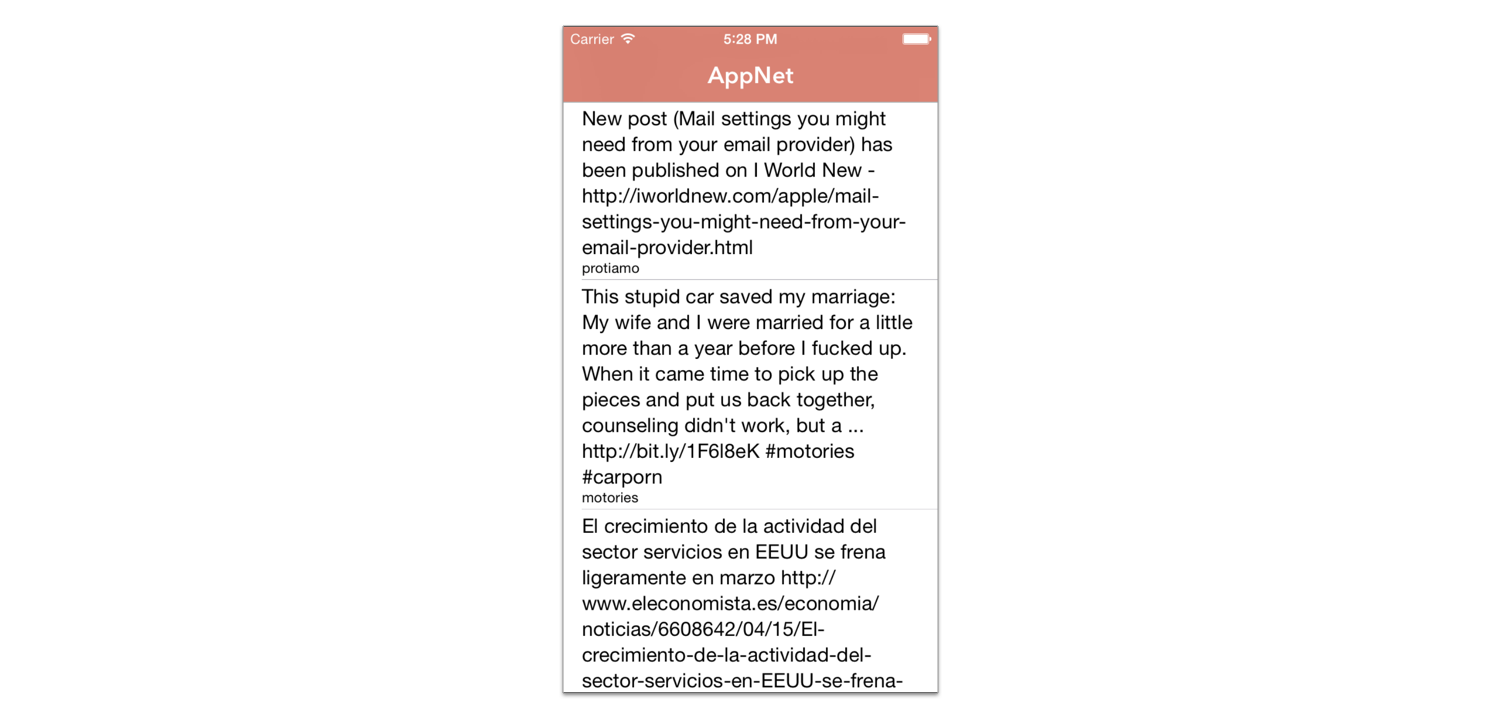 Carrier 5:28 PM
AppNet
New post (Mail settings you might
need from your email provider) has
been published on I World New -
http://iworldnew.com/apple/mail-
settings-you-might-need-from-your-
email-provider.html
protiamo
This stupid car saved my marriage:
My wife and I were married for a little
more than a year before I fucked up.
When it came time to pick up the
pieces and put us back together,
counseling didn't work, but a ...
http://bit.ly/1F6l8eK #motories
#carporn
motories
El crecimiento de la actividad del
sector servicios en EEUU se frena
ligeramente en marzo http://
www.eleconomista.es/economia/
noticias/6608642/04/15/El-
crecimiento-de-la-actividad-del-
sector-servicios-en-EEUU-se-frena-